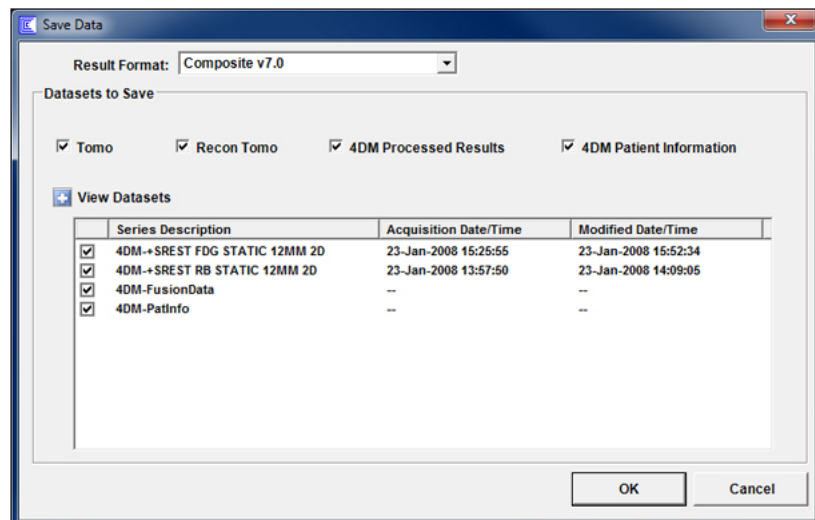 Save Data
Result Format: Composite v7.0
Datasets to Save
Tomo Recon Tomo 4DM Processed Results 4DM Patient Information
View Datasets
Series Description Acquisition Date/Time Modified Date/Time
4DM-+SREST FDG STATIC 12MM 2D 23-Jan-2008 15:25:55 23-Jan-2008 15:52:34
4DM-+SREST RB STATIC 12MM 2D 23-Jan-2008 13:57:50 23-Jan-2008 14:09:05
4DM-FusionData -- --
4DM-PatInfo -- --
OK Cancel